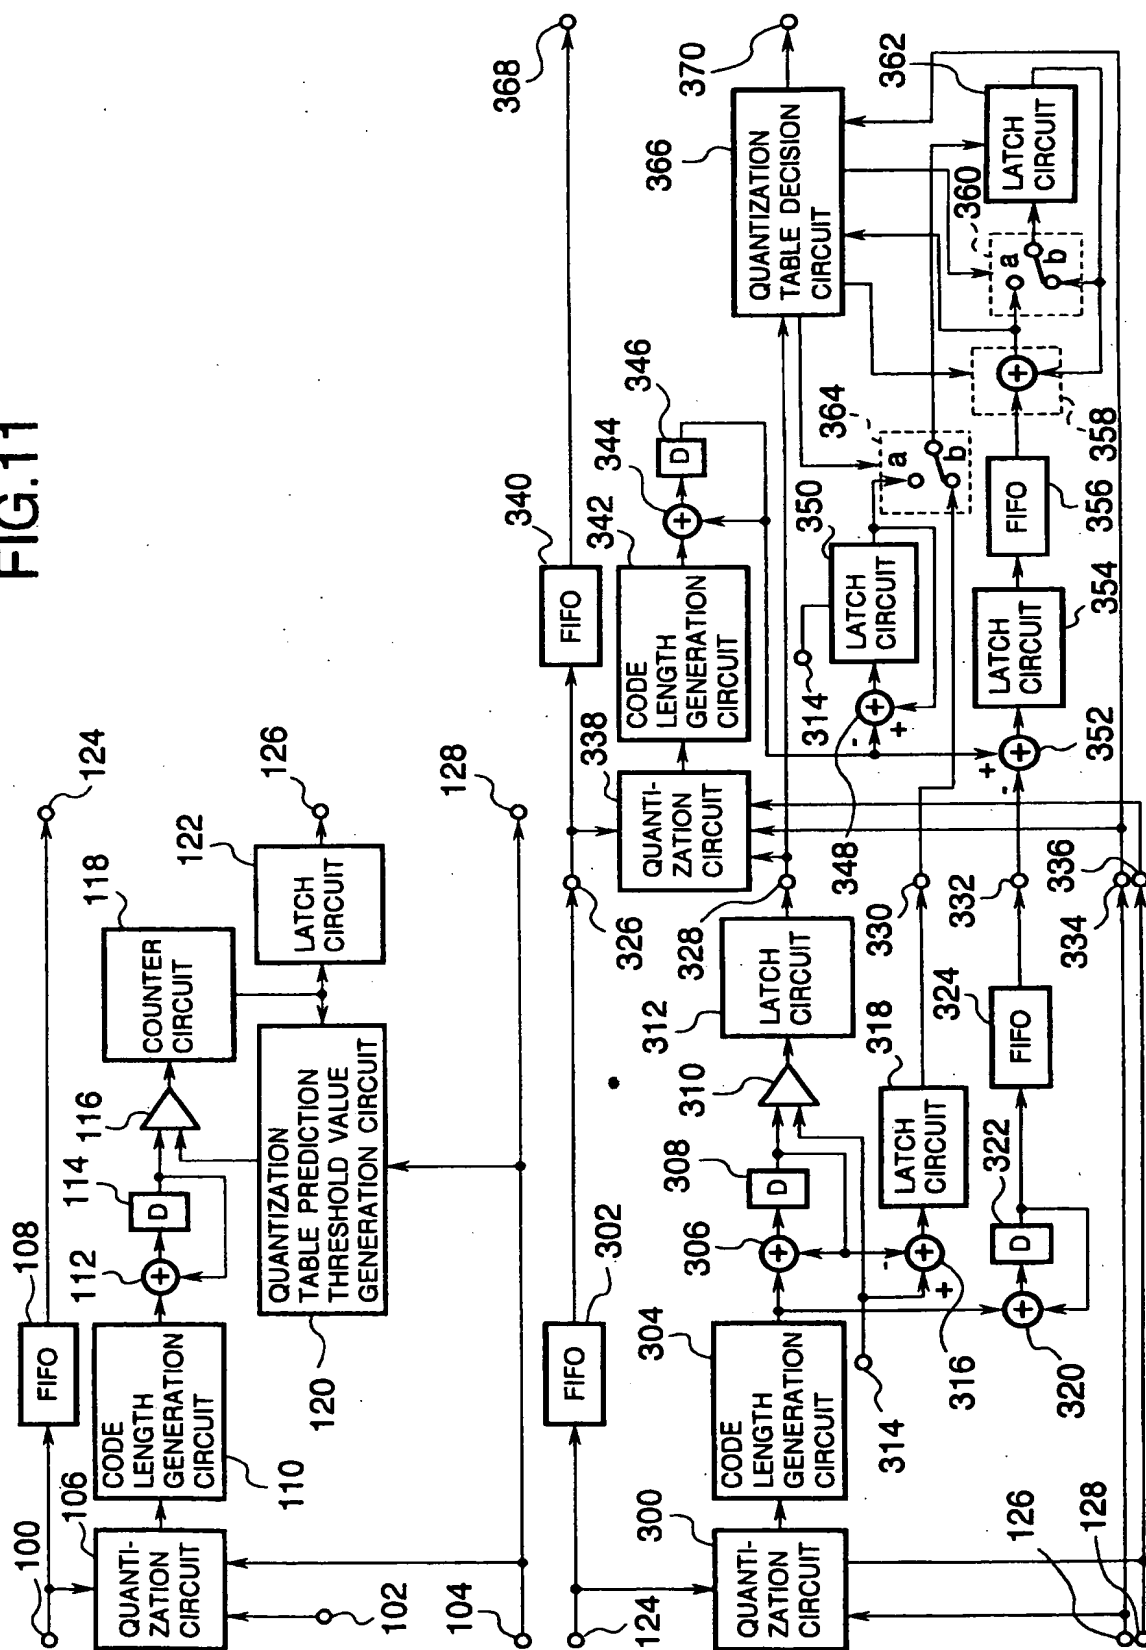 FIG.11
100
106
108
112
114
116
118
122
124
FIFO
QUANTI-
ZATION
CIRCUIT
CODE
LENGTH
GENERATION
CIRCUIT
110
+
D
COUNTER
CIRCUIT
LATCH
CIRCUIT
126
QUANTIZATION
TABLE PREDICTION
THRESHOLD VALUE
GENERATION CIRCUIT
120
102
104
128
124
300
302
FIFO
304
QUANTI-
ZATION
CIRCUIT
CODE
LENGTH
GENERATION
CIRCUIT
306
+
308
D
310
312
LATCH
CIRCUIT
314
316
-
+
+
318
LATCH
CIRCUIT
320
+
322
D
324
FIFO
126
128
326
328
330
332
334
336
338
QUANTI-
ZATION
CIRCUIT
340
FIFO
342
CODE
LENGTH
GENERATION
CIRCUIT
344
+
346
D
314
348
-
+
+
350
LATCH
CIRCUIT
352
+
-
+
354
LATCH
CIRCUIT
356
FIFO
358
+
360
a
b
362
LATCH
CIRCUIT
364
a
b
366
QUANTIZATION
TABLE DECISION
CIRCUIT
368
370